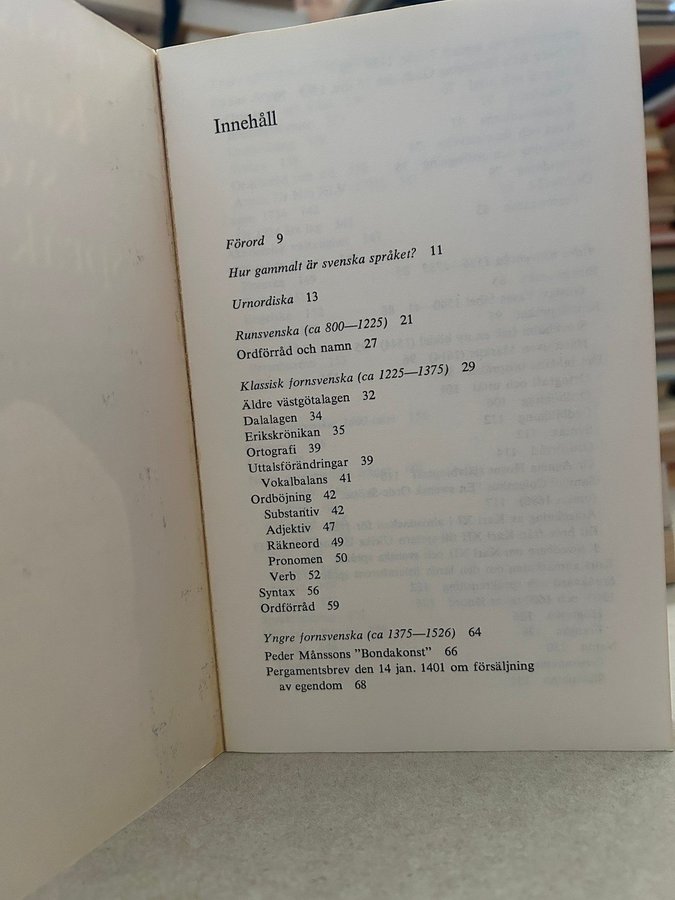 Innehåll
Förord 9
Hur gammalt är svenska språket? 11
Urnordiska 13
Runsvenska (ca 800—1225) 21
Ordförråd och namn 27
Klassisk fornsvenska (ca 1225—1375) 29
Äldre västgötalagen 32
Dalalagen 34
Erikskrönikan 35
Ortografi 39
Uttalsförändringar 39
Vokalbalans 41
Ordböjning 42
Substantiv 42
Adjektiv 47
Räkneord 49
Pronomen 50
Verb 52
Syntax 56
Ordförråd 59
Yngre fornsvenska (ca 1375—1526) 64
Peder Månssons "Bondakonst" 66
Pergamentsbrev den 14 jan. 1401 om försäljning
av egendom 68